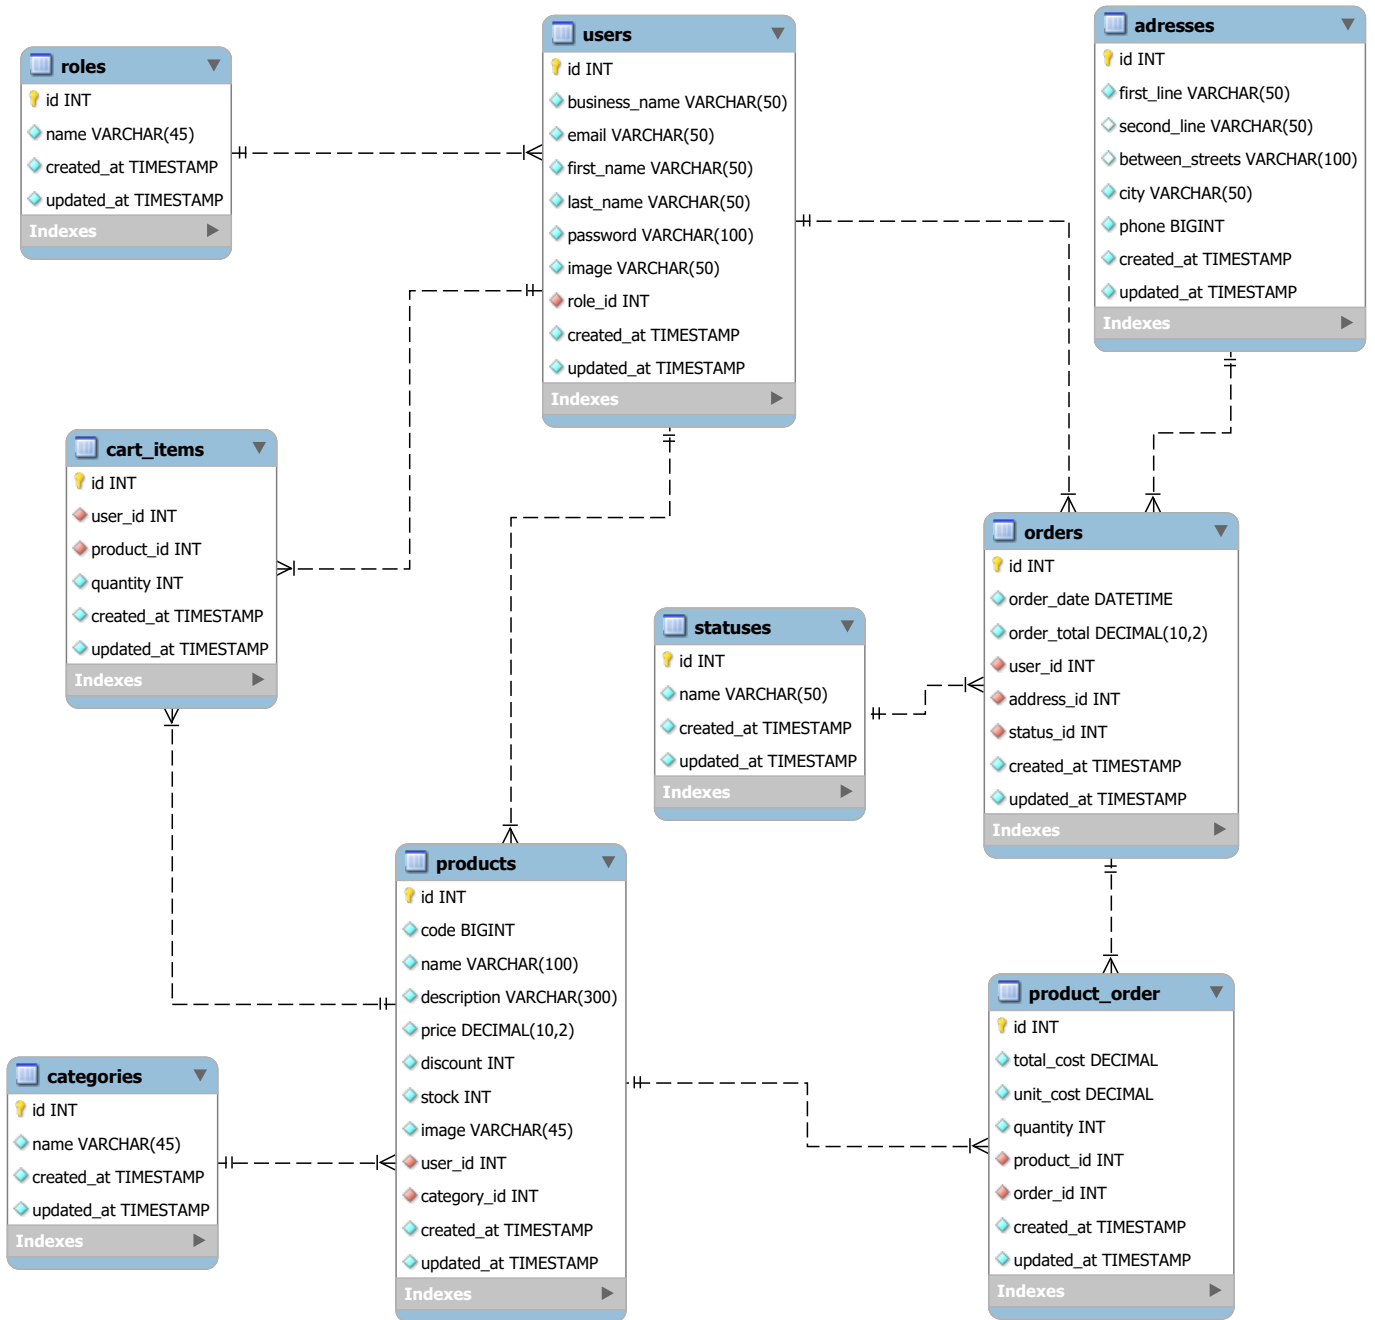 roles
id INT
name VARCHAR(45)
created_at TIMESTAMP
updated_at TIMESTAMP
Indexes
users
id INT
business_name VARCHAR(50)
email VARCHAR(50)
first_name VARCHAR(50)
last_name VARCHAR(50)
password VARCHAR(100)
image VARCHAR(50)
role_id INT
created_at TIMESTAMP
updated_at TIMESTAMP
Indexes
adresses
id INT
first_line VARCHAR(50)
second_line VARCHAR(50)
between_streets VARCHAR(100)
city VARCHAR(50)
phone BIGINT
created_at TIMESTAMP
updated_at TIMESTAMP
Indexes
cart_items
id INT
user_id INT
product_id INT
quantity INT
created_at TIMESTAMP
updated_at TIMESTAMP
Indexes
statuses
id INT
name VARCHAR(50)
created_at TIMESTAMP
updated_at TIMESTAMP
Indexes
orders
id INT
order_date DATETIME
order_total DECIMAL(10,2)
user_id INT
address_id INT
status_id INT
created_at TIMESTAMP
updated_at TIMESTAMP
Indexes
categories
id INT
name VARCHAR(45)
created_at TIMESTAMP
updated_at TIMESTAMP
Indexes
products
id INT
code BIGINT
name VARCHAR(100)
description VARCHAR(300)
price DECIMAL(10,2)
discount INT
stock INT
image VARCHAR(45)
user_id INT
category_id INT
created_at TIMESTAMP
updated_at TIMESTAMP
Indexes
product_order
id INT
total_cost DECIMAL
unit_cost DECIMAL
quantity INT
product_id INT
order_id INT
created_at TIMESTAMP
updated_at TIMESTAMP
Indexes